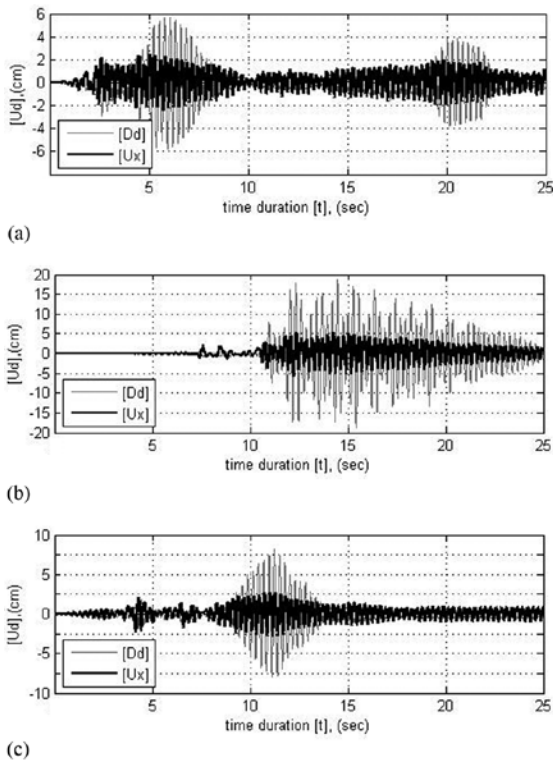 6
4
2
0
-2
-4
-6
[Ud],(cm)
[Dd]
[Ux]
5 10 15 20 25
time duration [t], (sec)
(a)
20
15
10
5
0
-5
-10
-15
-20
[Ud],(cm)
[Dd]
[Ux]
5 10 15 20 25
time duration [t], (sec)
(b)
10
5
0
-5
-10
[Ud],(cm)
[Dd]
[Ux]
5 10 15 20 25
time duration [t], (sec)
(c)